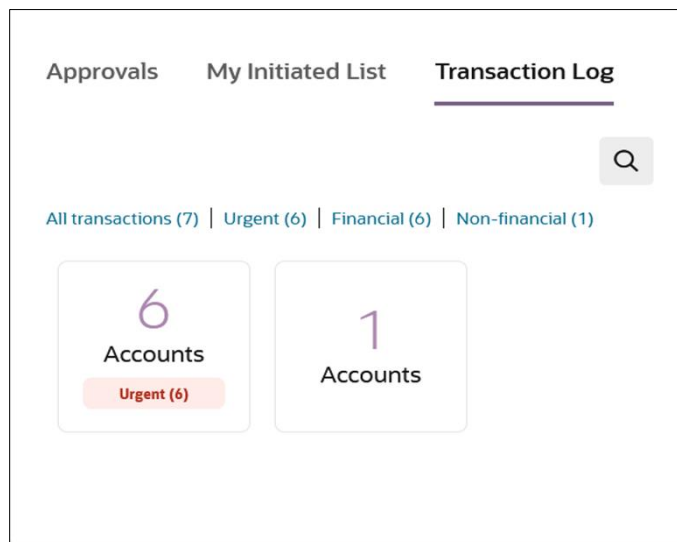 Approvals My Initiated List Transaction Log
All transactions (7) | Urgent (6) | Financial (6) | Non-financial (1)
6
Accounts
Urgent (6)
1
Accounts